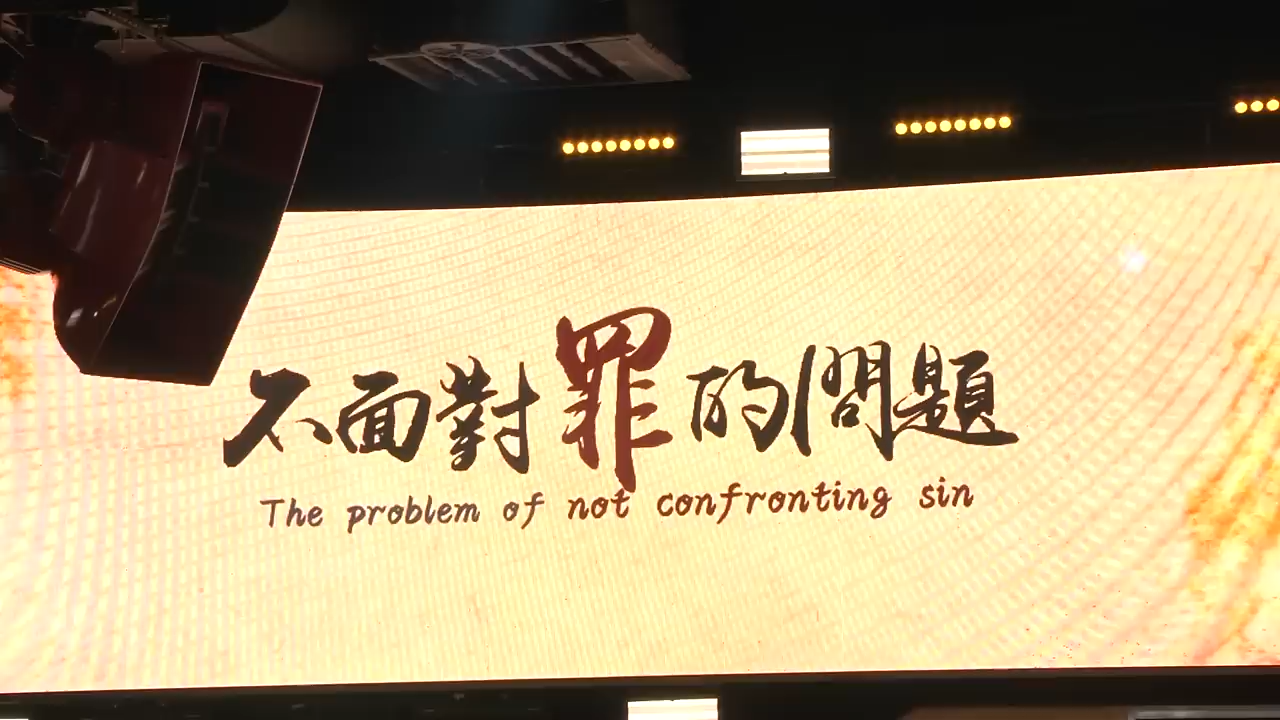 不面對罪的問題
The problem of not confronting sin